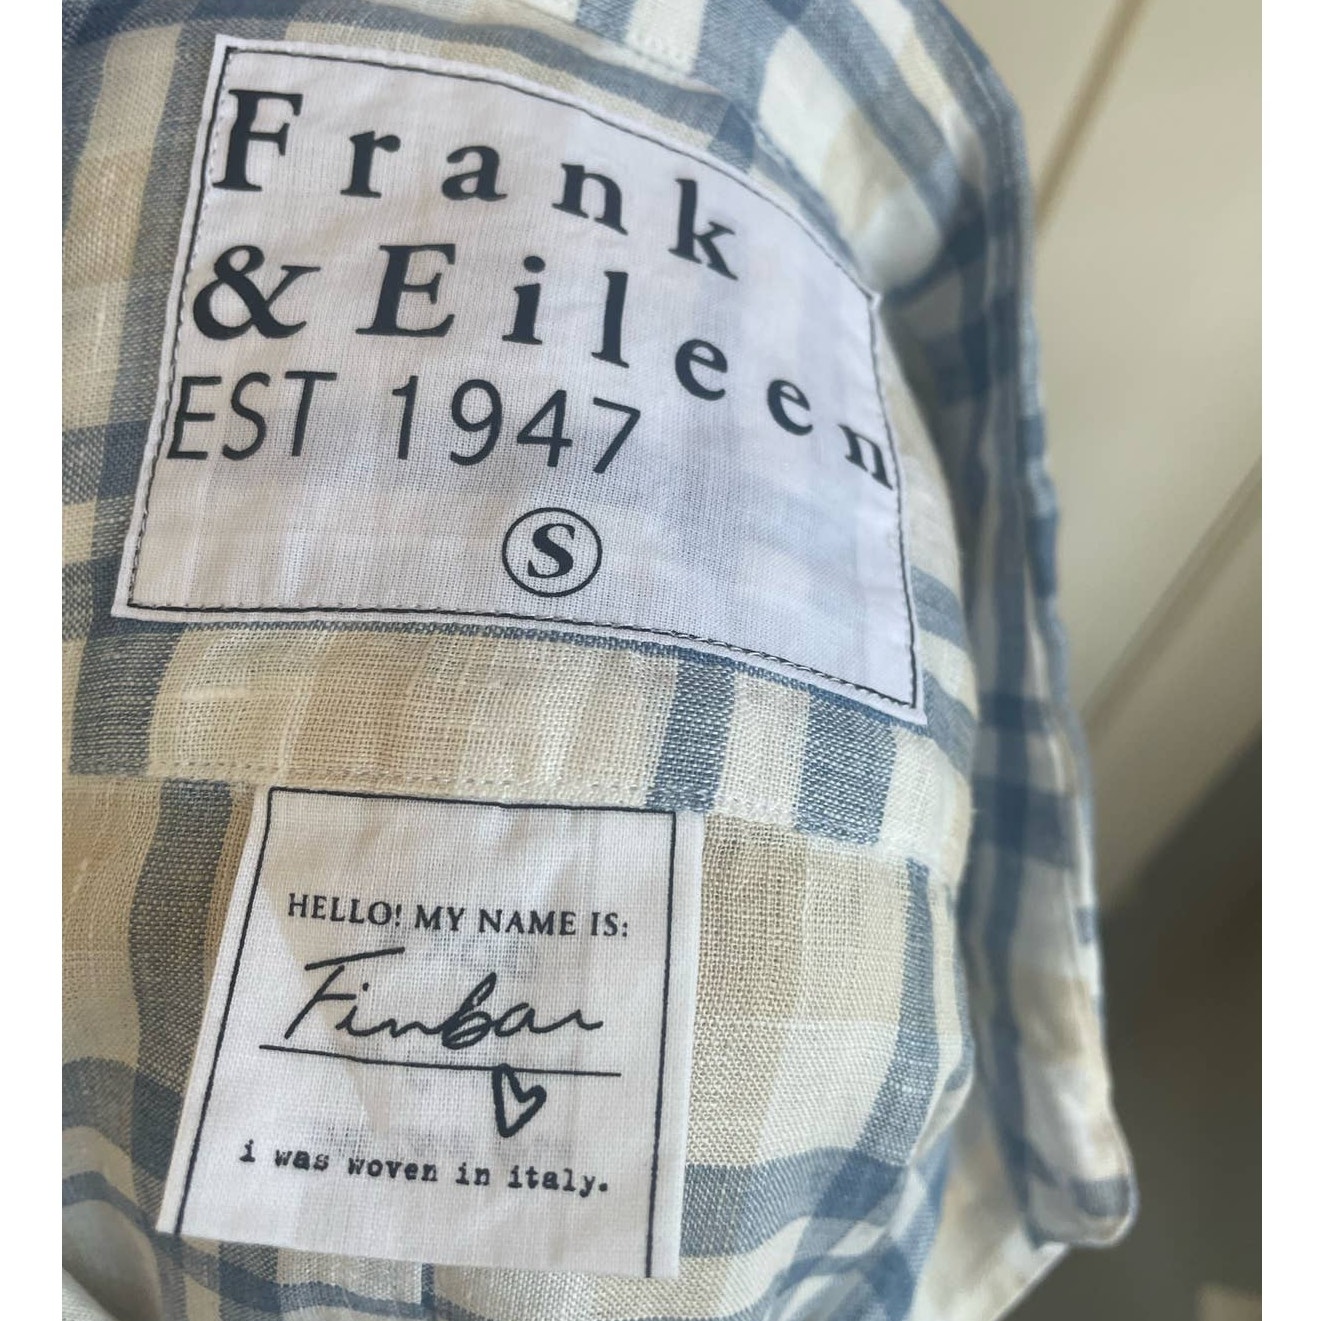 Frank
& Eileen
EST 1947
S
HELLO! MY NAME IS:
Finbar
i was woven in italy.